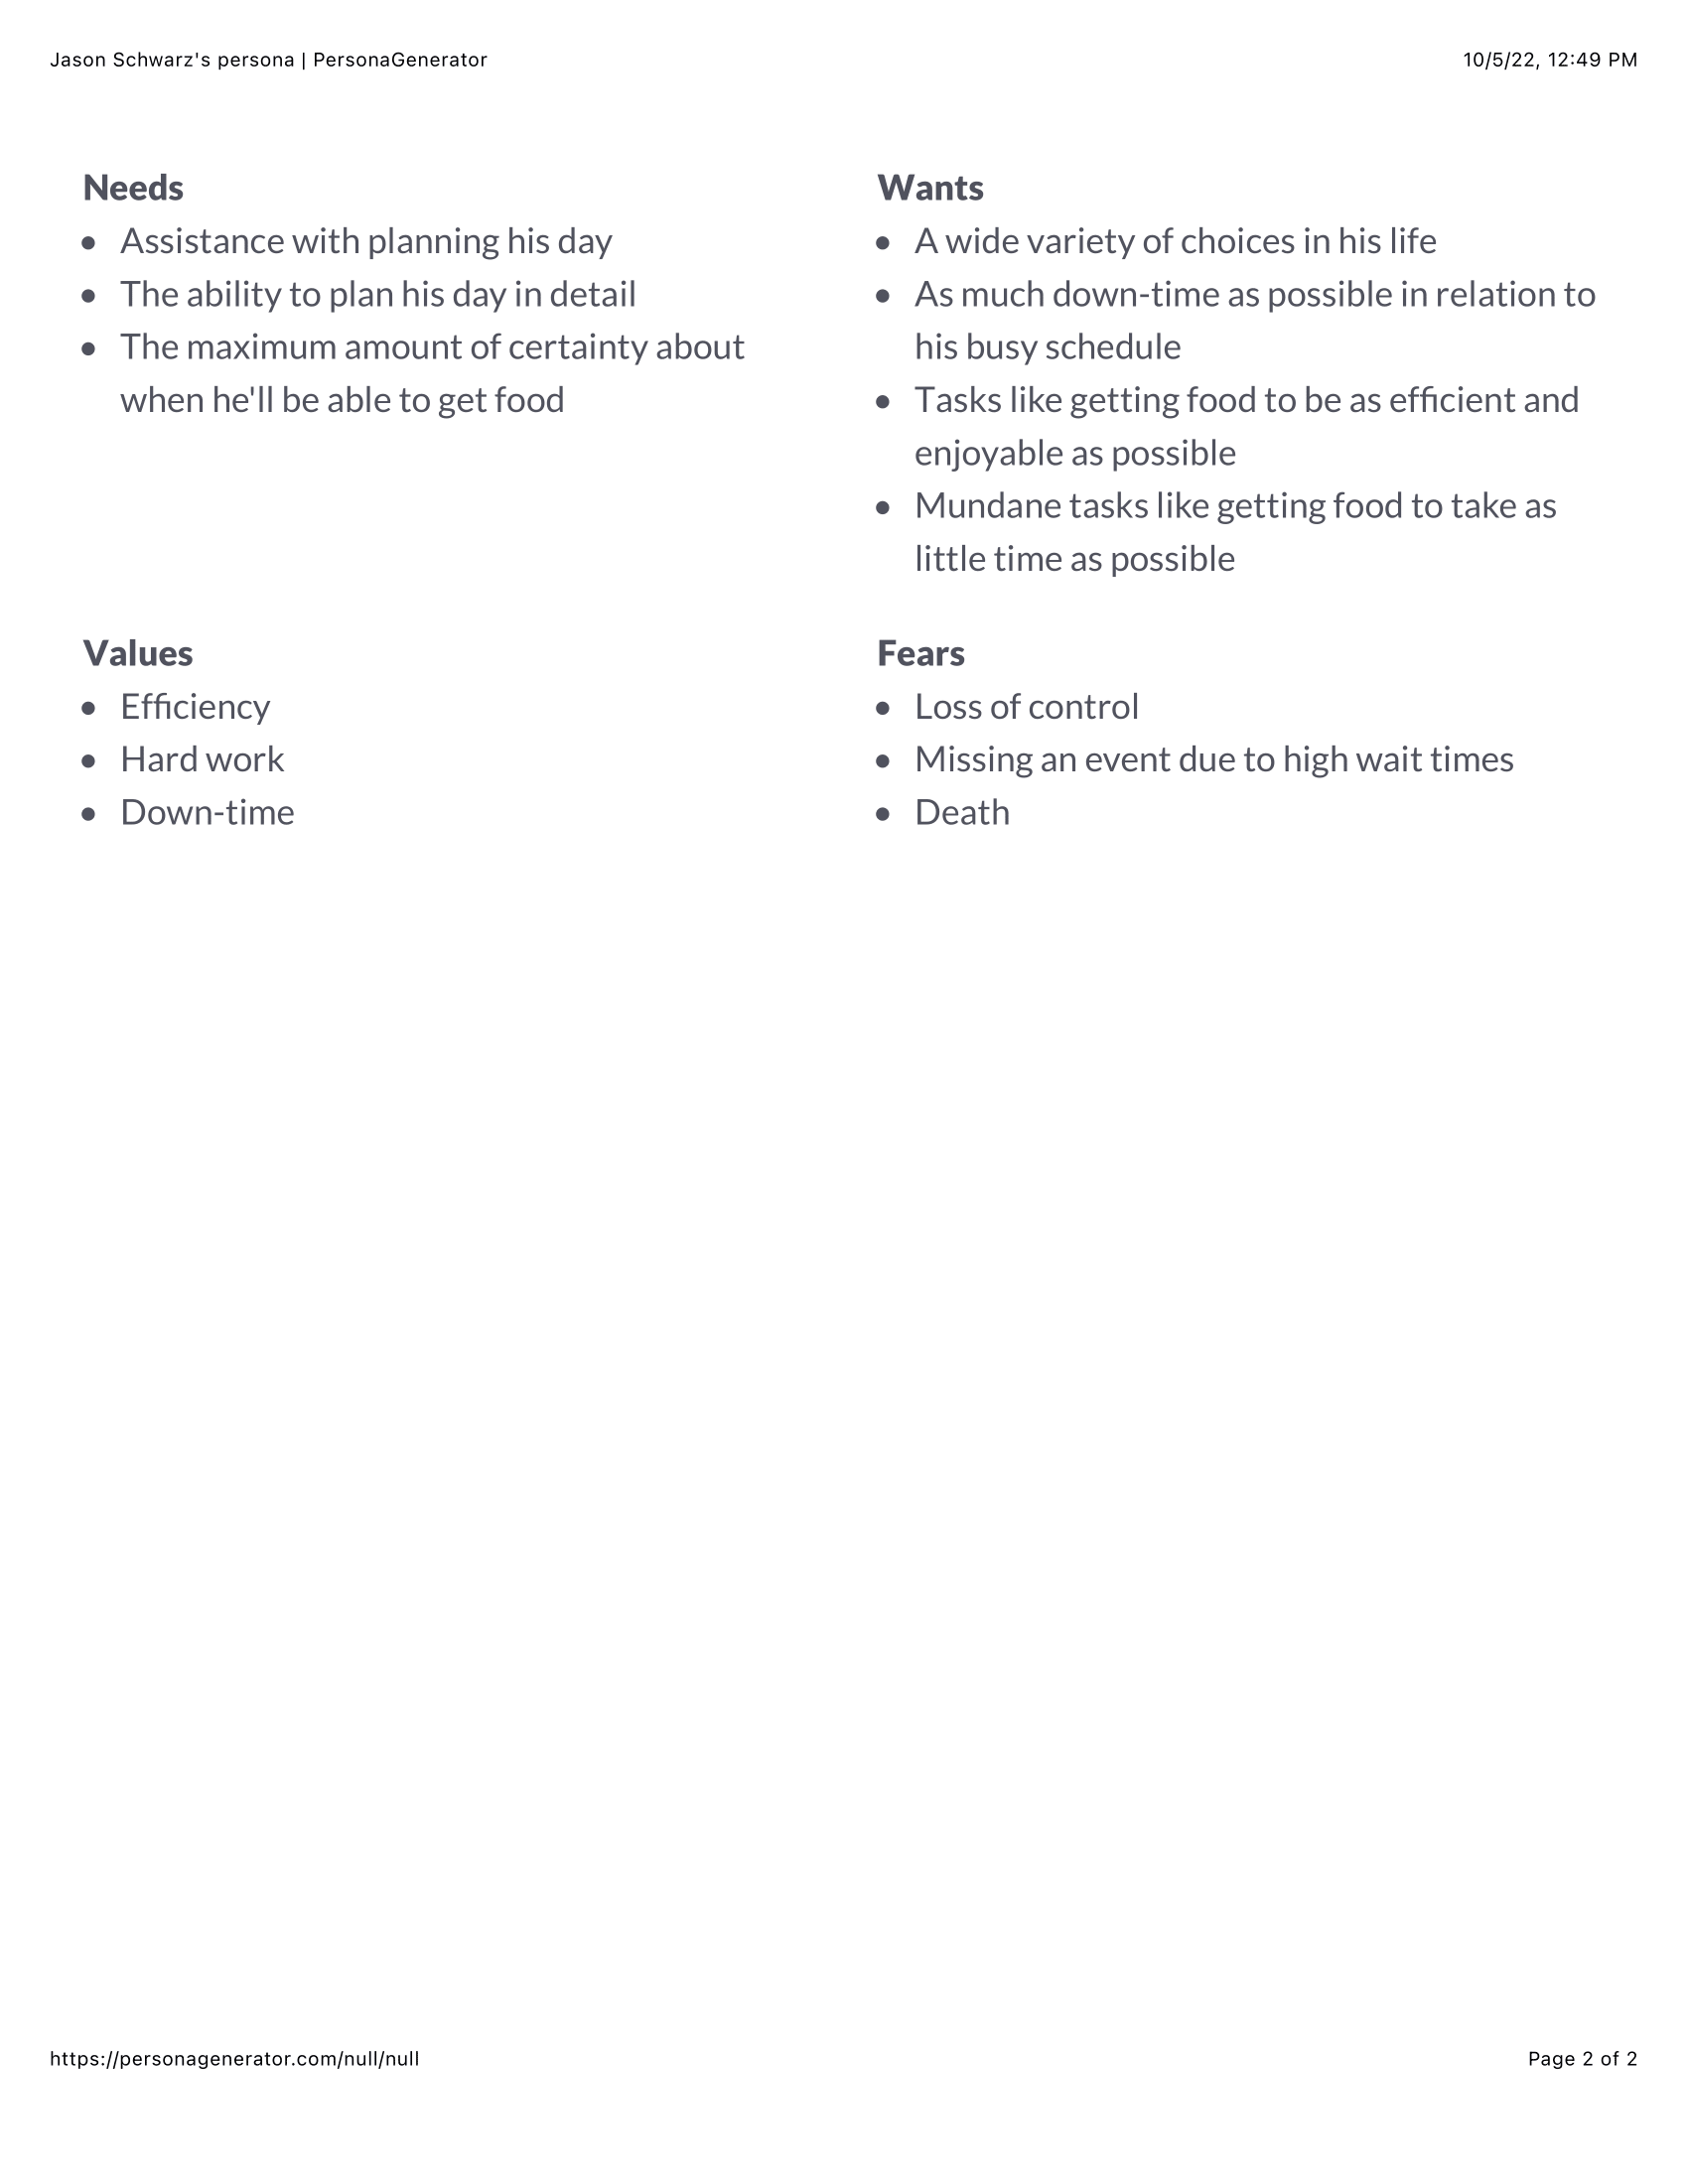 Jason Schwarz's persona | PersonaGenerator
10/5/22, 12:49 PM
Needs
• Assistance with planning his day
• The ability to plan his day in detail
• The maximum amount of certainty about
when he'll be able to get food
Wants
• A wide variety of choices in his life
• As much down-time as possible in relation to
his busy schedule
• Tasks like getting food to be as efficient and
enjoyable as possible
• Mundane tasks like getting food to take as
little time as possible
Values
• Efficiency
• Hard work
• Down-time
Fears
• Loss of control
• Missing an event due to high wait times
• Death
https://personagenerator.com/null/null
Page 2 of 2